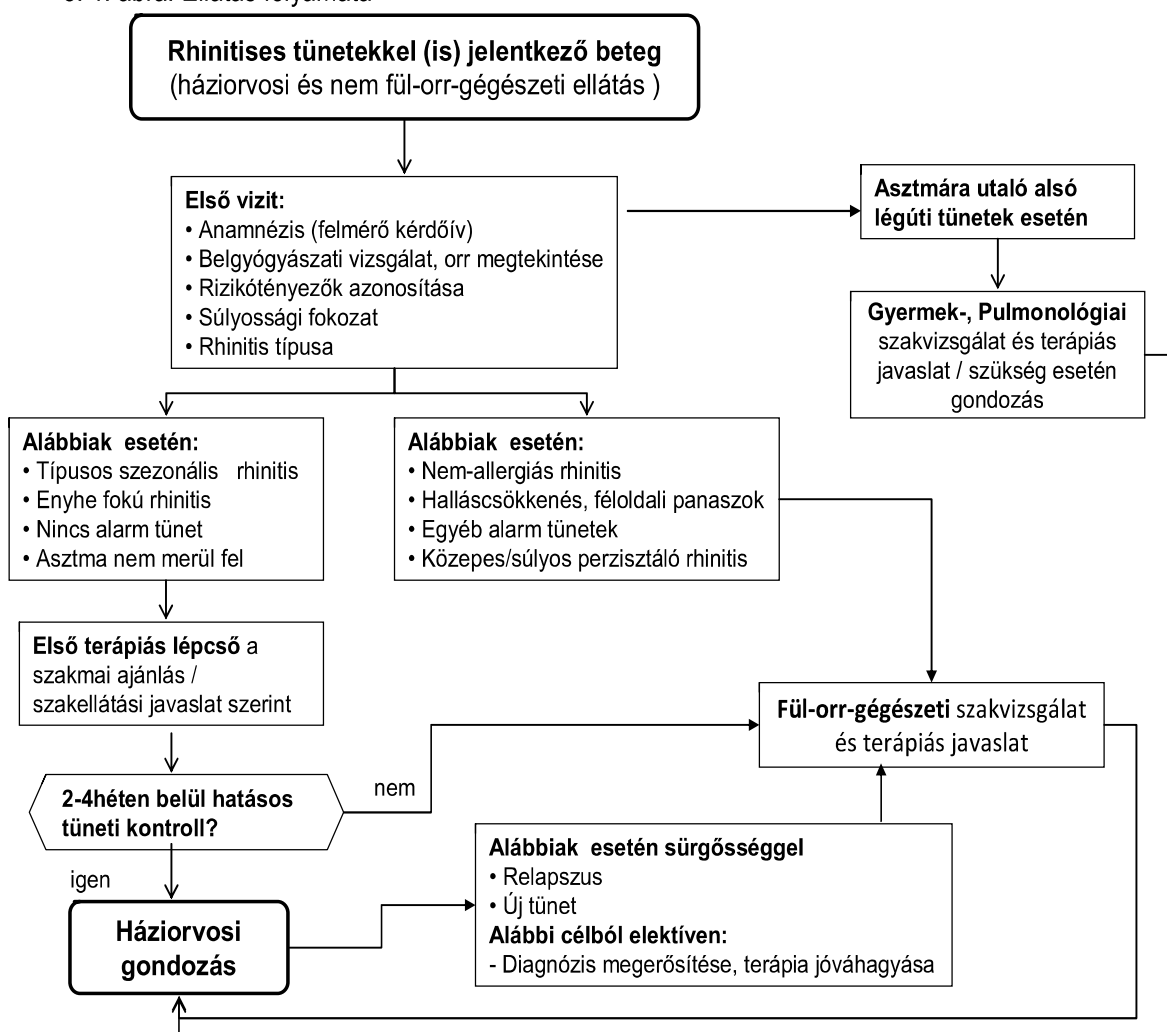 Rhinitises tünetekkel (is) jelentkező beteg
(háziorvosi és nem fül-orr-gégészeti ellátás )
Első vizit:
• Anamnézis (felmérő kérdőív)
• Belgyógyászati vizsgálat, orr megtekintése
• Rizikótényezők azonosítása
• Súlyossági fokozat
• Rhinitis típusa
Asztmára utaló alsó
légúti tünetek esetén
Gyermek-, Pulmonológiai
szakvizsgálat és terápiás
javaslat / szükség esetén
gondozás
Alábbiak esetén:
• Típusos szezonális rhinitis
• Enyhe fokú rhinitis
• Nincs alarm tünet
• Asztma nem merül fel
Alábbiak esetén:
• Nem-allergiás rhinitis
• Halláscsökkenés, féloldali panaszok
• Egyéb alarm tünetek
• Közepes/súlyos perzisztáló rhinitis
Első terápiás lépcső a
szakmai ajánlás /
szakellátási javaslat szerint
Fül-orr-gégészeti szakvizsgálat
és terápiás javaslat
2-4héten belül hatásos
tüneti kontroll?
nem
igen
Alábbiak esetén sürgősséggel
• Relapszus
• Új tünet
Alábbi célból elektíven:
- Diagnózis megerősítése, terápia jóváhagyása
Háziorvosi
gondozás